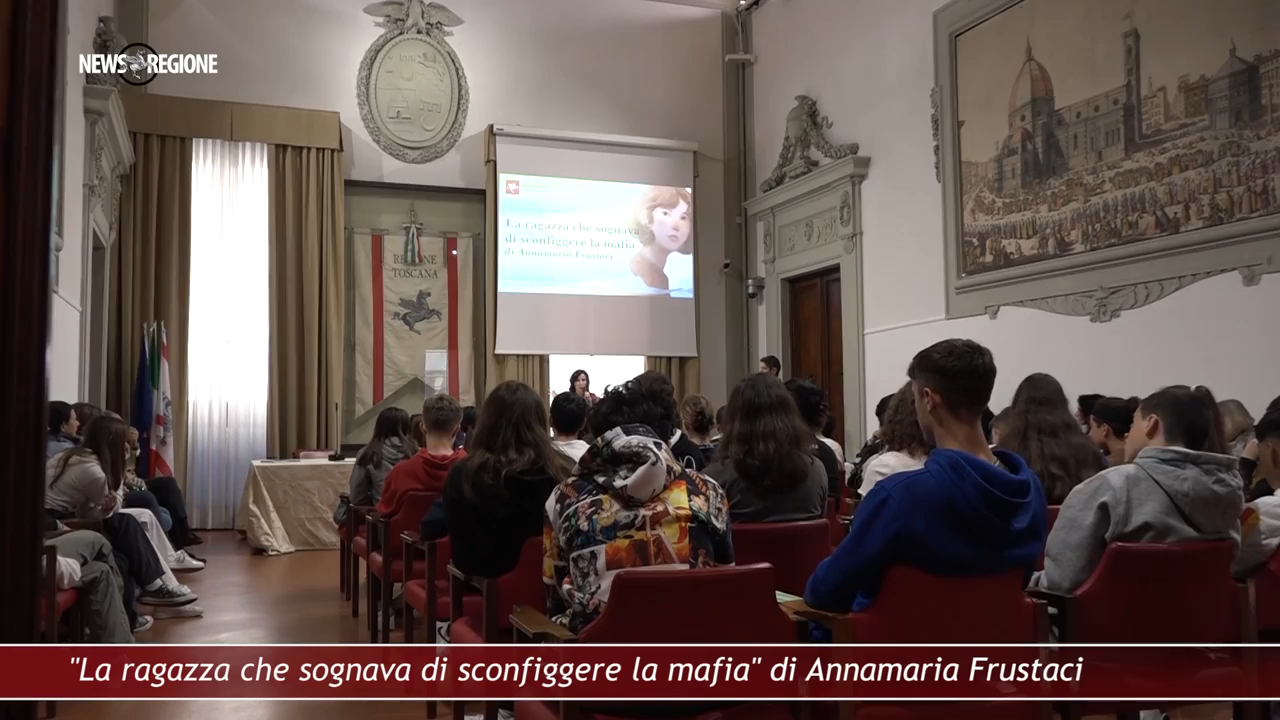 NEWS REGIONE
La ragazza che sognava
di sconfiggere la mafia
di Annamaria Frustaci
REGIONE
TOSCANA
"La ragazza che sognava di sconfiggere la mafia" di Annamaria Frustaci